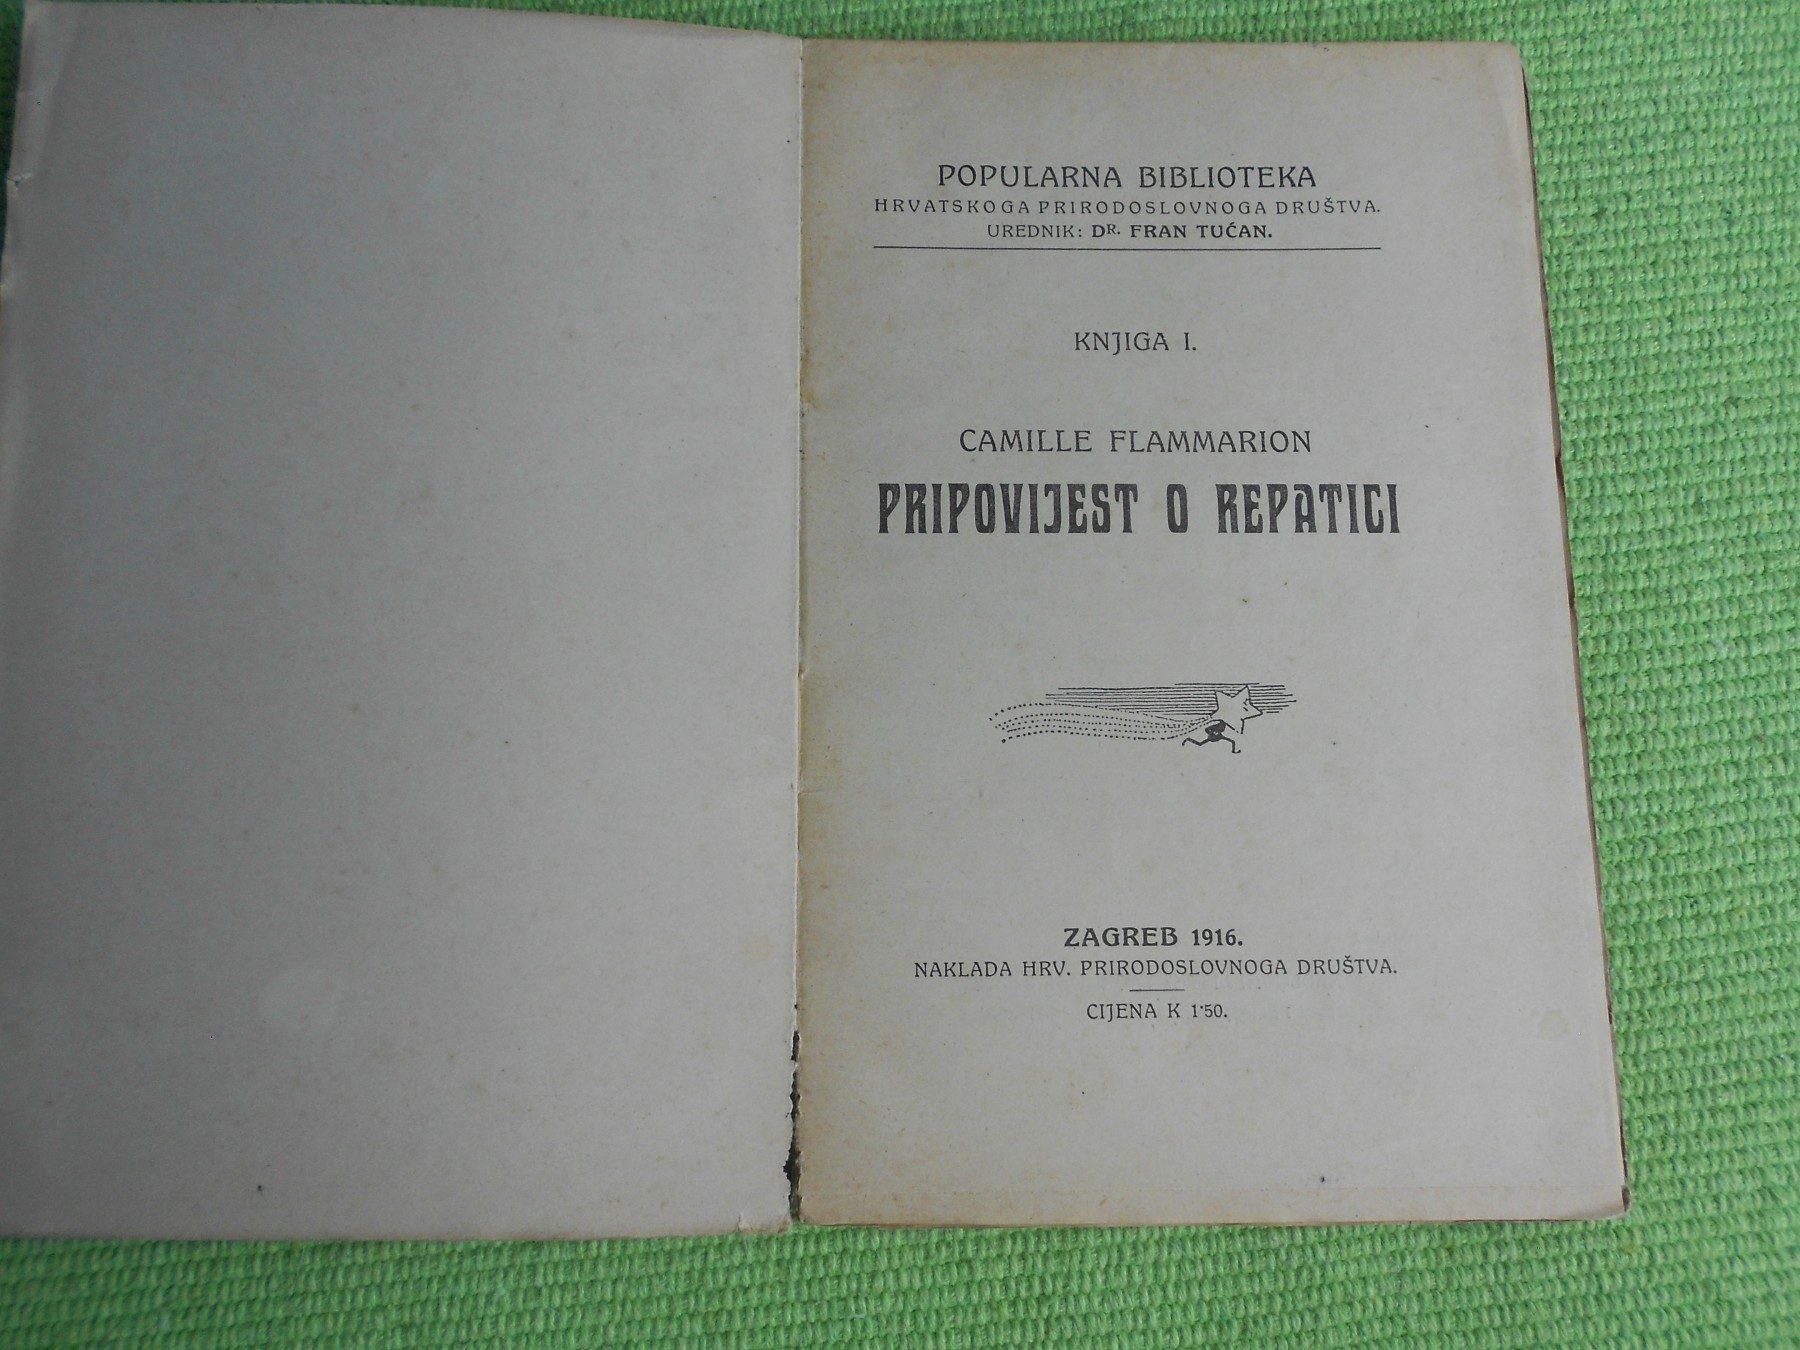 POPULARNA BIBLIOTEKA
HRVATSKOGA PRIRODOSLOVNOGA DRUŠTVA.
UREDNIK: DR. FRAN TUĆAN.
KNJIGA I.
CAMILLE FLAMMARION
PRIPOVIJEST O REPATICI
ZAGREB 1916.
NAKLADA HRV. PRIRODOSLOVNOGA DRUŠTVA.
CIJENA K 1·50.